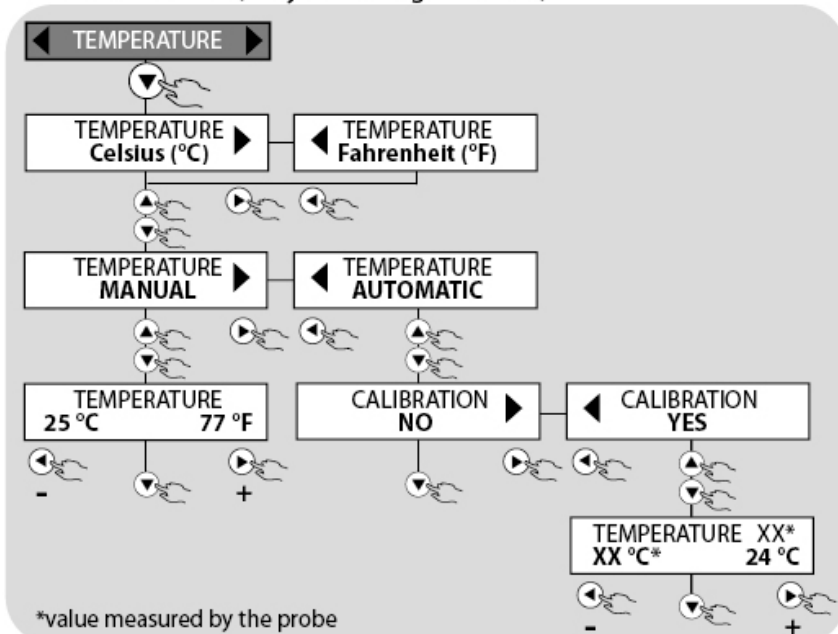 TEMPERATURE
TEMPERATURE
Celsius (°C)
TEMPERATURE
Fahrenheit (°F)
TEMPERATURE
MANUAL
TEMPERATURE
AUTOMATIC
TEMPERATURE
25 °C 77 °F
CALIBRATION
NO
CALIBRATION
YES
- +
TEMPERATURE XX*
XX °C* 24 °C
- +
*value measured by the probe